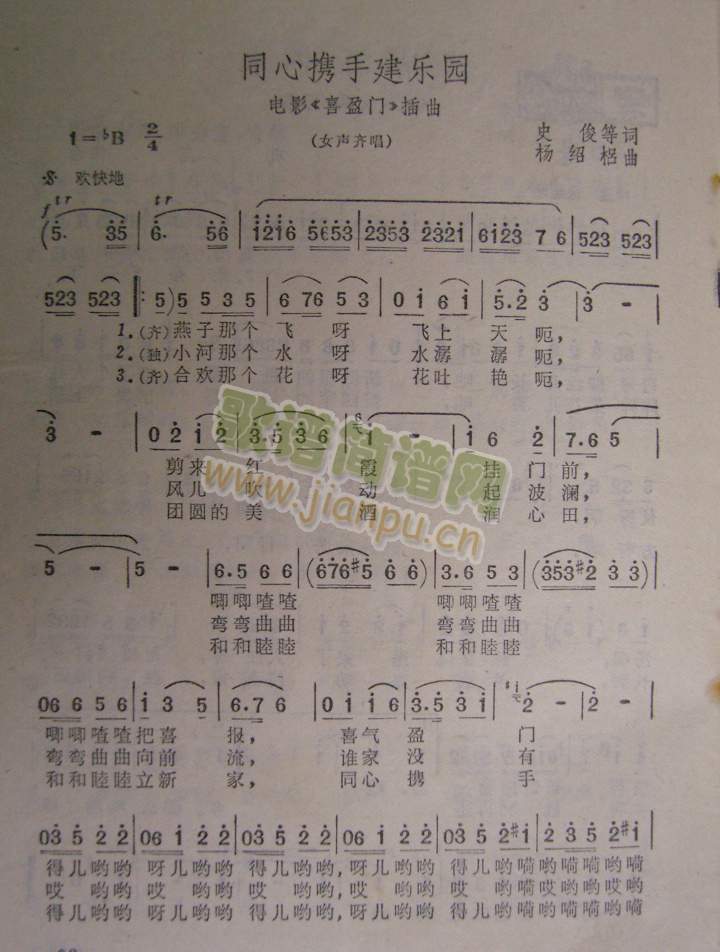 同心携手建乐园
电影《喜盈门》插曲
1=♭B 2/4
(女声齐唱)
史 俊等词
杨绍梠曲
欢快地
1.(齐)燕子那个飞呀 飞上天呃,
2.(独)小河那个水呀 水潺潺呃,
3.(齐)合欢那个花呀 花吐艳呃,
歌谱简谱网
www.jianpu.cn
剪来红霞挂门前,
风儿吹动起波澜,
团圆的美酒润心田,
唧唧喳喳 唧唧喳喳
弯弯曲曲 弯弯曲曲
和和睦睦 和和睦睦
唧唧喳喳把喜报, 喜气盈门
弯弯曲曲向前流, 谁家没有
和和睦睦立新家, 同心携手
得儿哟哟 呀儿哟哟 得儿哟哟,呀儿哟哟 得儿哟嗬哟嗬哟嗬
哎 哟哟 哎 哟哟 哎 哟哟, 哎 哟哟 哎 哟嗬哎哟哎哟
得儿哟哟 呀儿哟哟 得儿哟哟,呀儿哟哟 得儿哟嗬哟嗬哟嗬